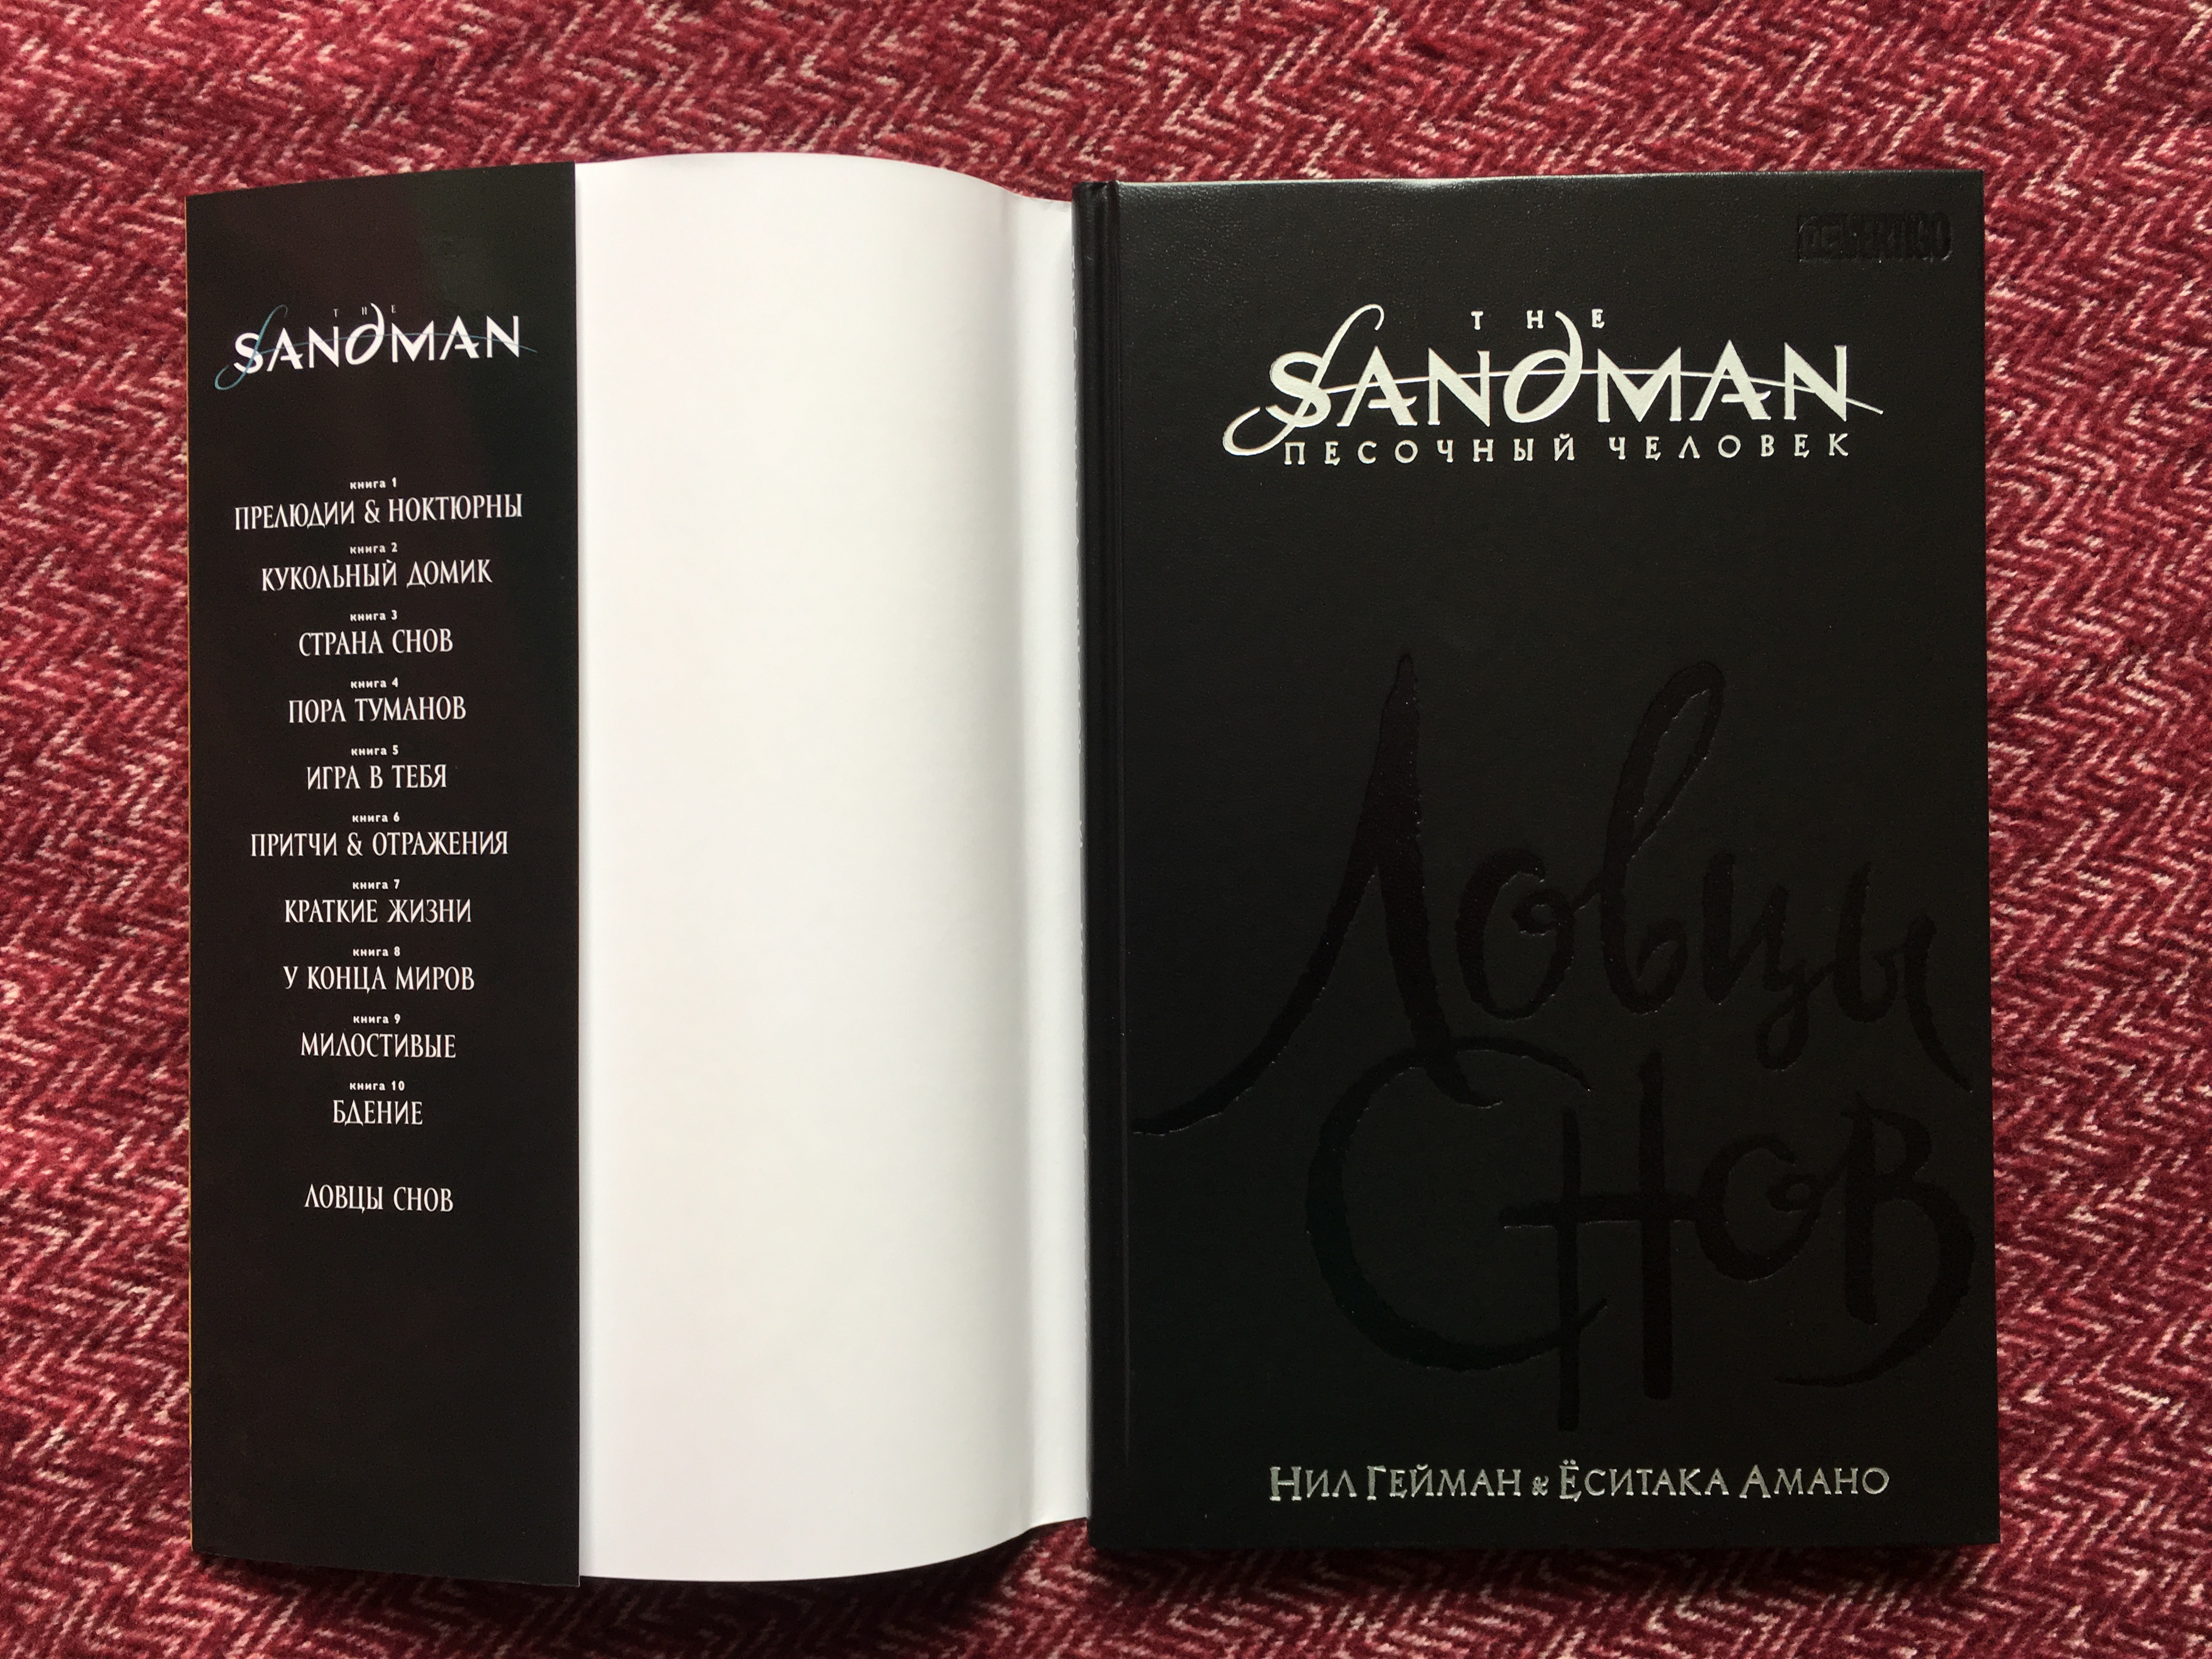 THE
SANDMAN
книга 1
ПРЕЛЮДИИ & НОКТЮРНЫ
книга 2
КУКОЛЬНЫЙ ДОМИК
книга 3
СТРАНА СНОВ
книга 4
ПОРА ТУМАНОВ
книга 5
ИГРА В ТЕБЯ
книга 6
ПРИТЧИ & ОТРАЖЕНИЯ
книга 7
КРАТКИЕ ЖИЗНИ
книга 8
У КОНЦА МИРОВ
книга 9
МИЛОСТИВЫЕ
книга 10
БДЕНИЕ
ЛОВЦЫ СНОВ
VERTIGO
THE
SANDMAN
ПЕСОЧНЫЙ ЧЕЛОВЕК
Ловцы
Снов
НИЛ ГЕЙМАН & ЁСИТАКА АМАНО